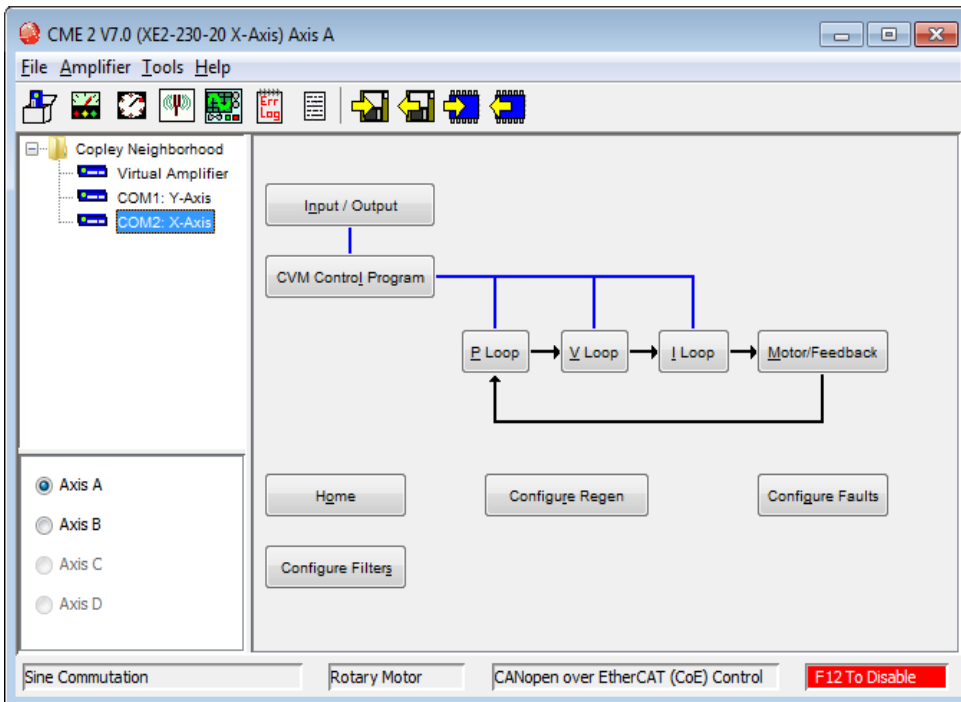 CME 2 V7.0 (XE2-230-20 X-Axis) Axis A
File Amplifier Tools Help
Err Log
Copley Neighborhood
Virtual Amplifier
COM1: Y-Axis
COM2: X-Axis
Input / Output
CVM Control Program
P Loop
V Loop
I Loop
Motor/Feedback
Home
Configure Regen
Configure Faults
Configure Filters
Axis A
Axis B
Axis C
Axis D
Sine Commutation
Rotary Motor
CANopen over EtherCAT (CoE) Control
F12 To Disable